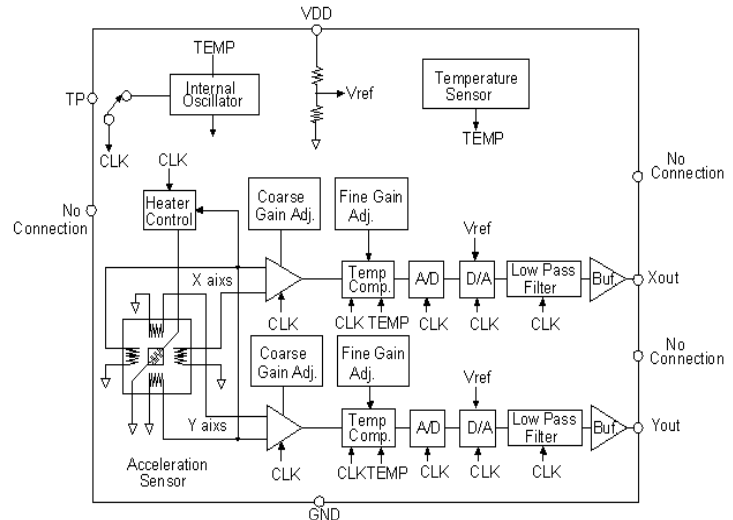 VDD
TEMP
Internal
Oscillator
Temperature
Sensor
TP
Vref
TEMP
CLK
CLK
No
Connection
Heater
Control
Coarse
Gain Adj.
Fine Gain
Adj.
No
Connection
Vref
X aixs
Temp
Comp.
A/D
D/A
Low Pass
Filter
Buf
Xout
CLK
CLK
TEMP
CLK
CLK
CLK
Coarse
Gain Adj.
Fine Gain
Adj.
No
Connection
Vref
Y aixs
Temp
Comp.
A/D
D/A
Low Pass
Filter
Buf
Yout
Acceleration
Sensor
CLK
CLK
TEMP
CLK
CLK
CLK
GND